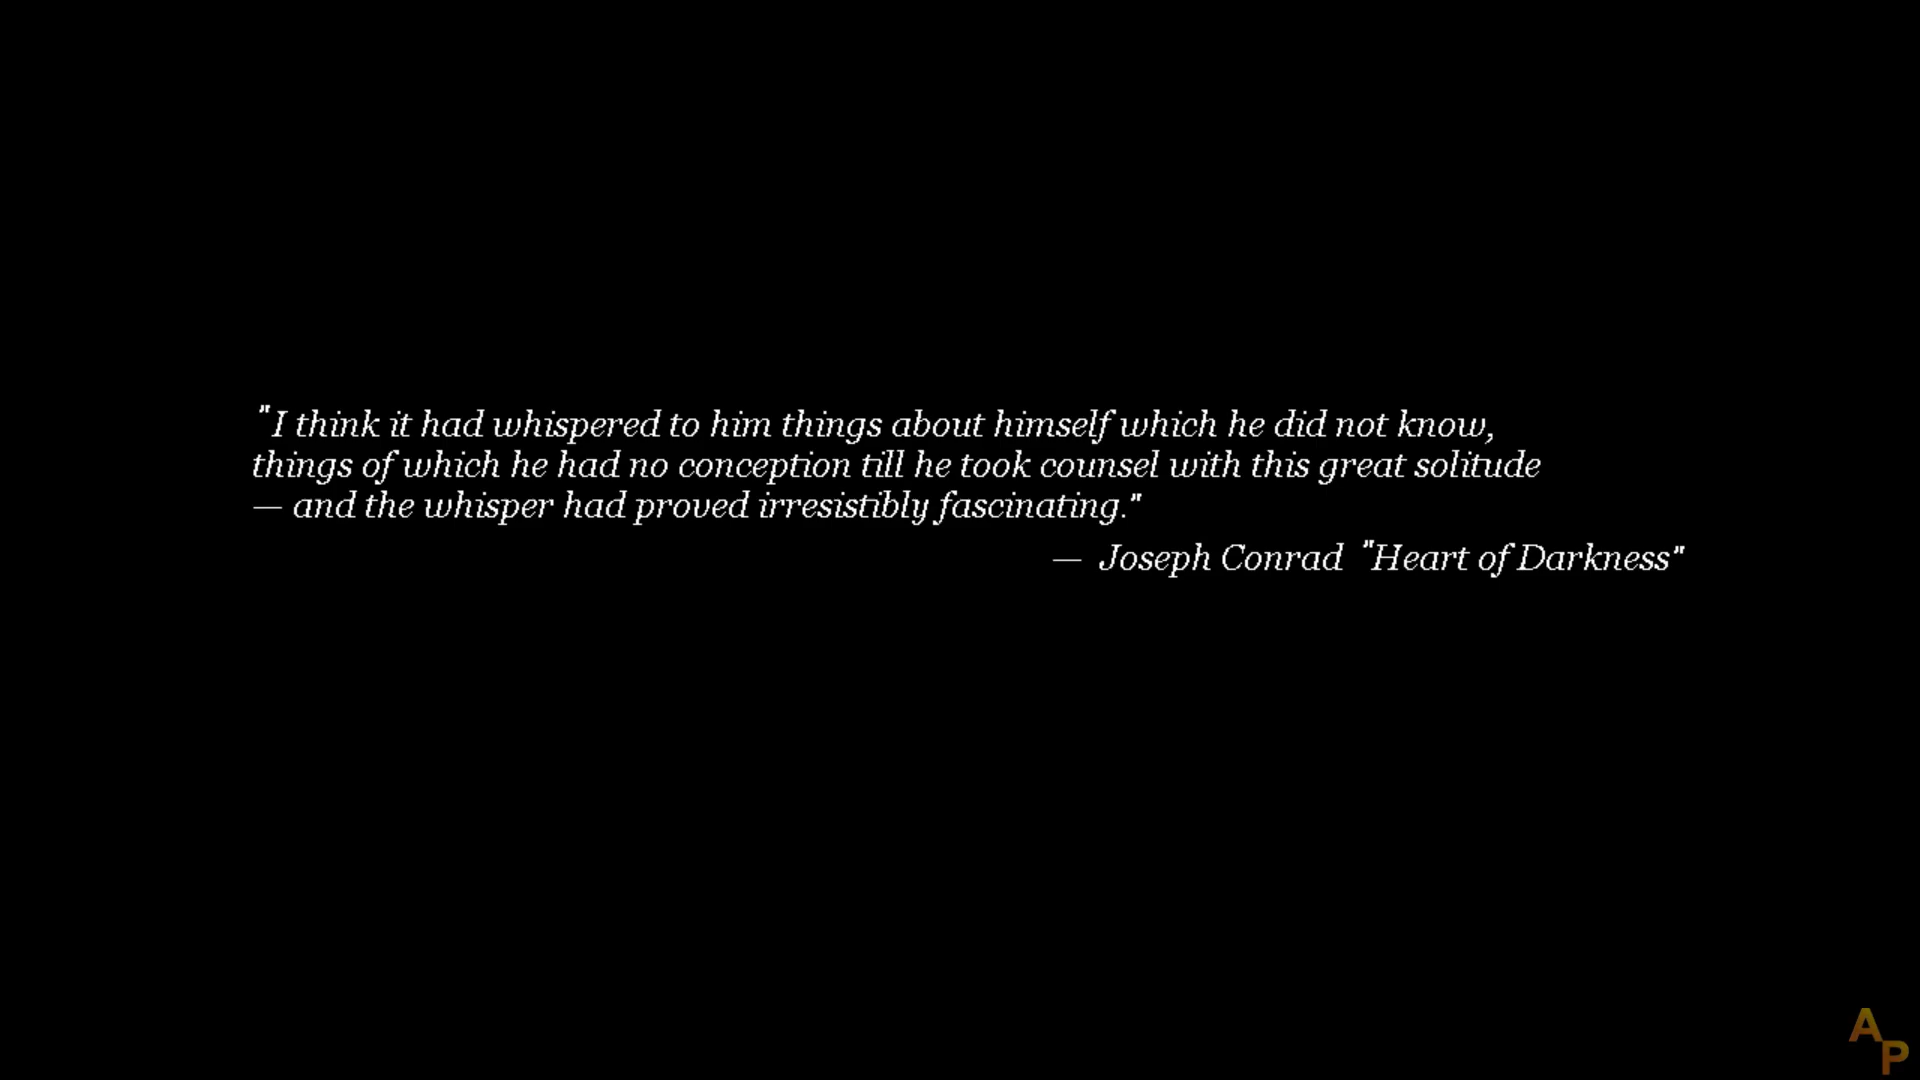 "I think it had whispered to him things about himself which he did not know,
things of which he had no conception till he took counsel with this great solitude
— and the whisper had proved irresistibly fascinating."
— Joseph Conrad "Heart of Darkness"
A
P